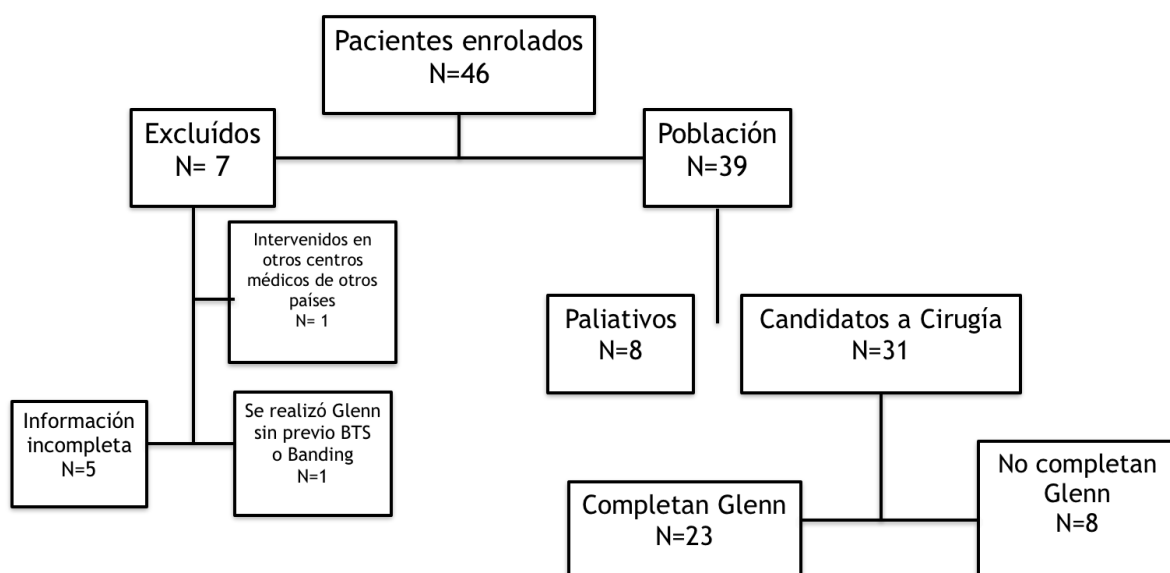 Pacientes enrolados
N=46
Excluídos
N= 7
Población
N=39
Intervenidos en
otros centros
médicos de otros
países
N= 1
Paliativos
N=8
Candidatos a Cirugía
N=31
Información
incompleta
N=5
Se realizó Glenn
sin previo BTS
o Banding
N=1
Completan Glenn
N=23
No completan
Glenn
N=8